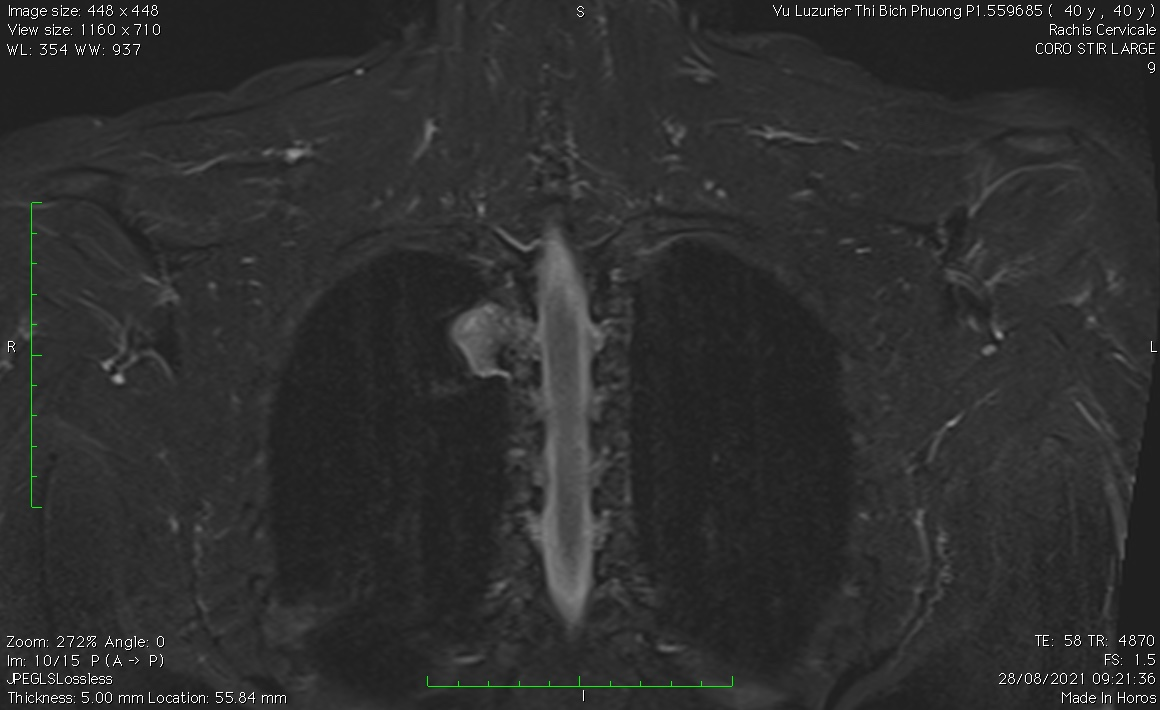 Image size: 448 x 448
View size: 1160 x 710
WL: 354 WW: 937
S
Vu Luzurier Thi Bich Phuong P1.559685 ( 40 y , 40 y )
Rachis Cervicale
CORO STIR LARGE
9
R
L
Zoom: 272% Angle: 0
Im: 10/15 P (A -> P)
JPEGLSLossless
Thickness: 5.00 mm Location: 55.84 mm
I
TE: 58 TR: 4870
FS: 1.5
28/08/2021 09:21:36
Made In Horos